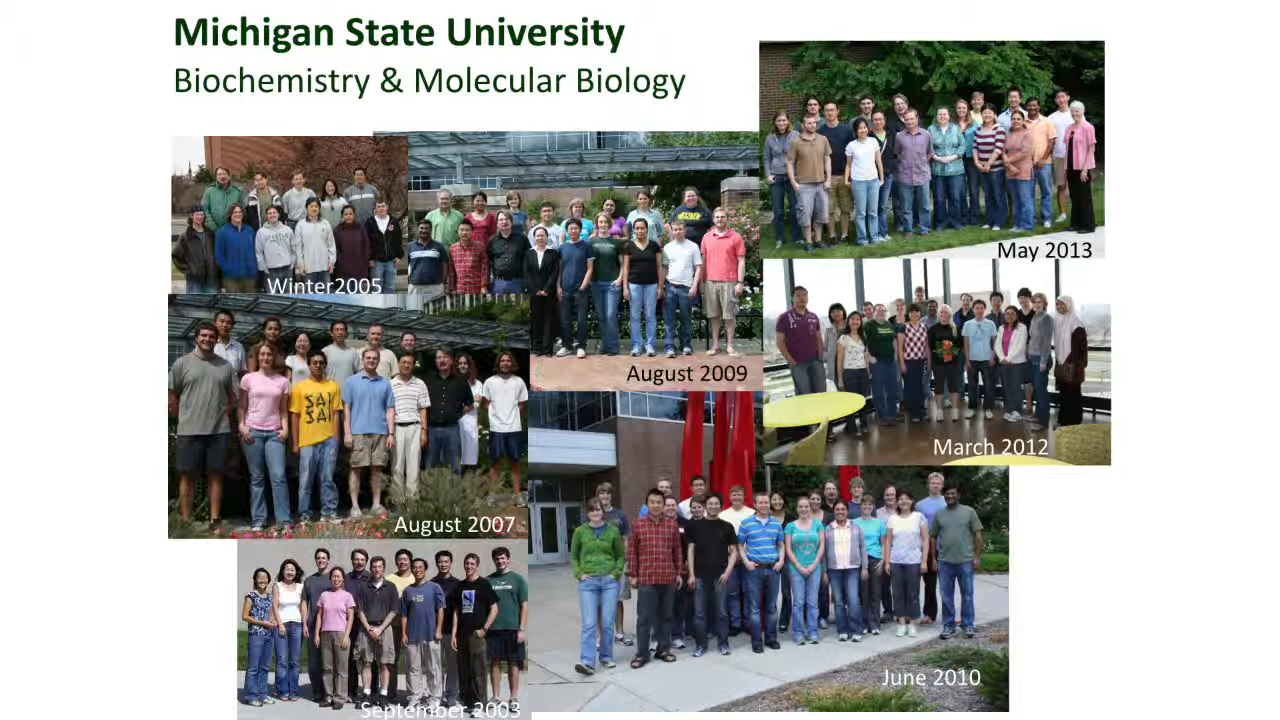 Michigan State University
Biochemistry & Molecular Biology
May 2013
Winter2005
August 2009
March 2012
August 2007
June 2010
September 2003